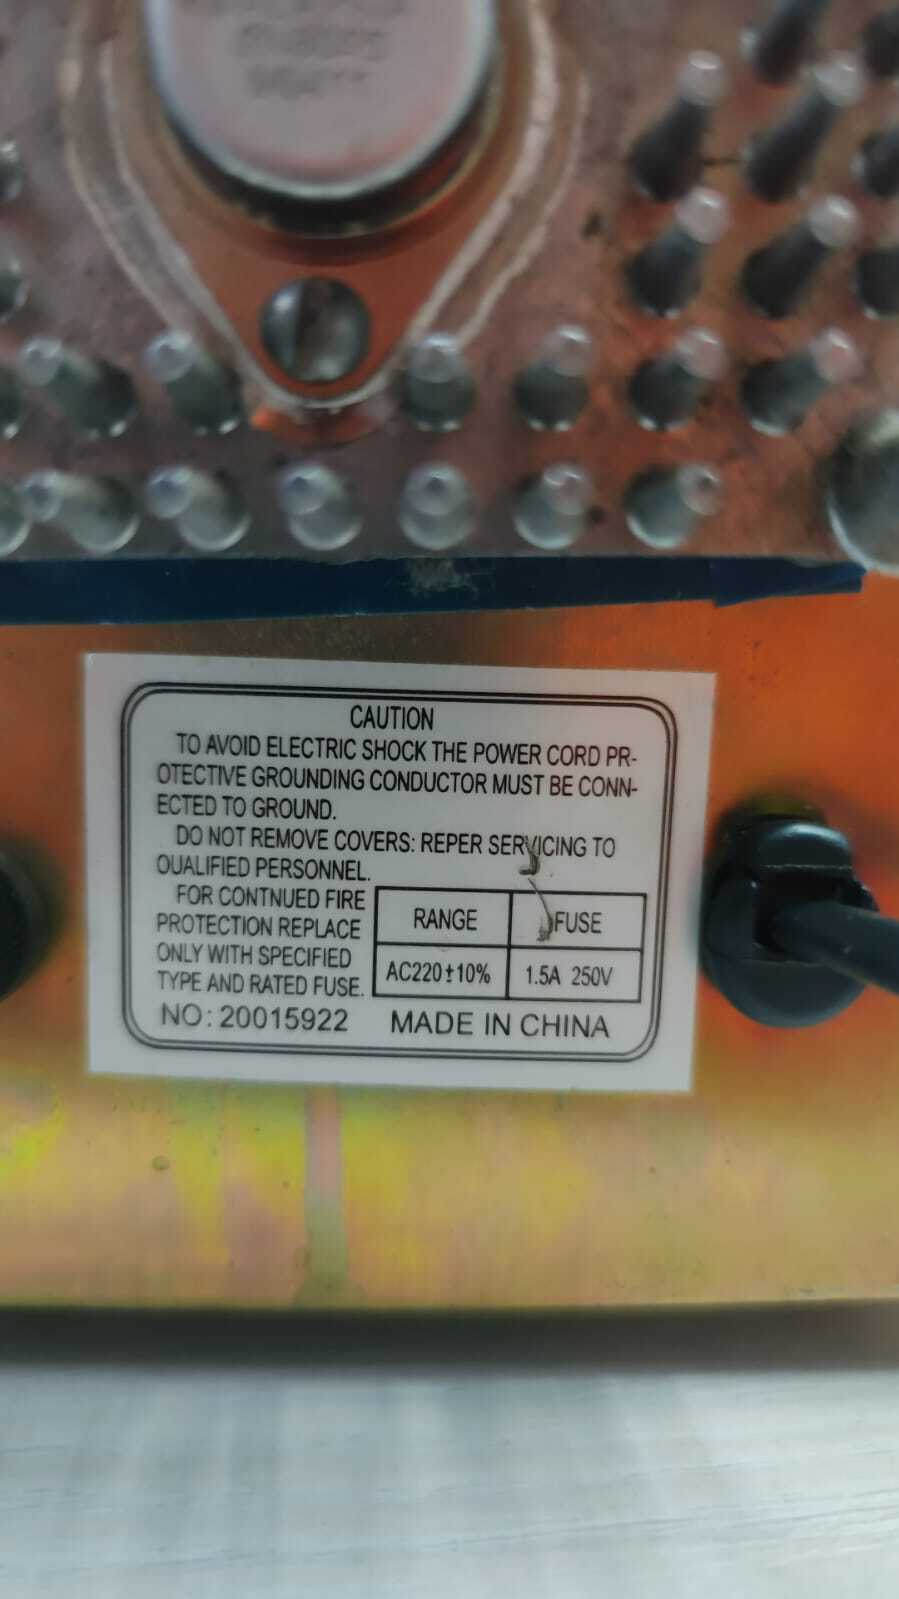 CAUTION
TO AVOID ELECTRIC SHOCK THE POWER CORD PR-
OTECTIVE GROUNDING CONDUCTOR MUST BE CONN-
ECTED TO GROUND.
DO NOT REMOVE COVERS: REPER SERVICING TO
QUALIFIED PERSONNEL.
FOR CONTNUED FIRE
PROTECTION REPLACE
ONLY WITH SPECIFIED
TYPE AND RATED FUSE.
RANGE FUSE
AC220±10% 1.5A 250V
NO: 20015922 MADE IN CHINA